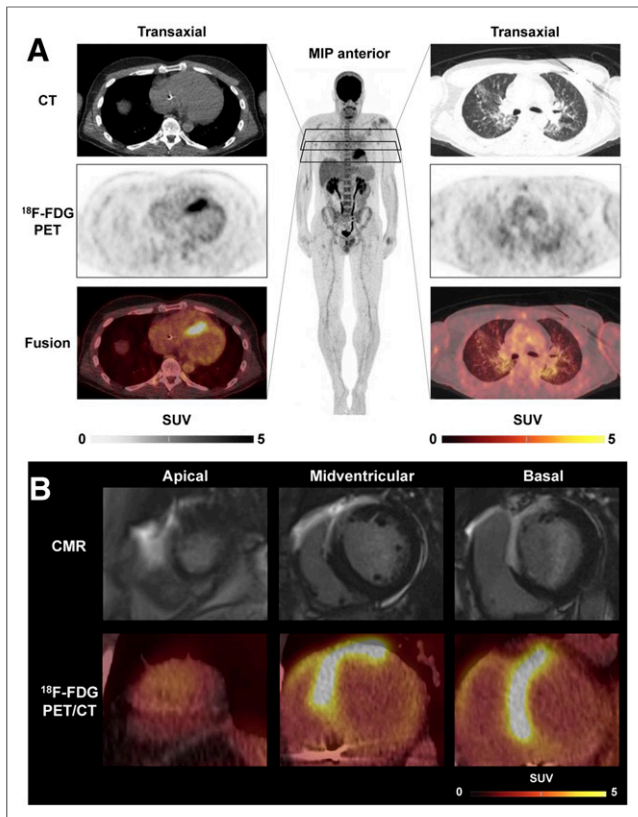 A
Transaxial
MIP anterior
Transaxial
CT
18F-FDG
PET
Fusion
SUV
0 5
SUV
0 5
B
Apical
Midventricular
Basal
CMR
18F-FDG
PET/CT
SUV
0 5